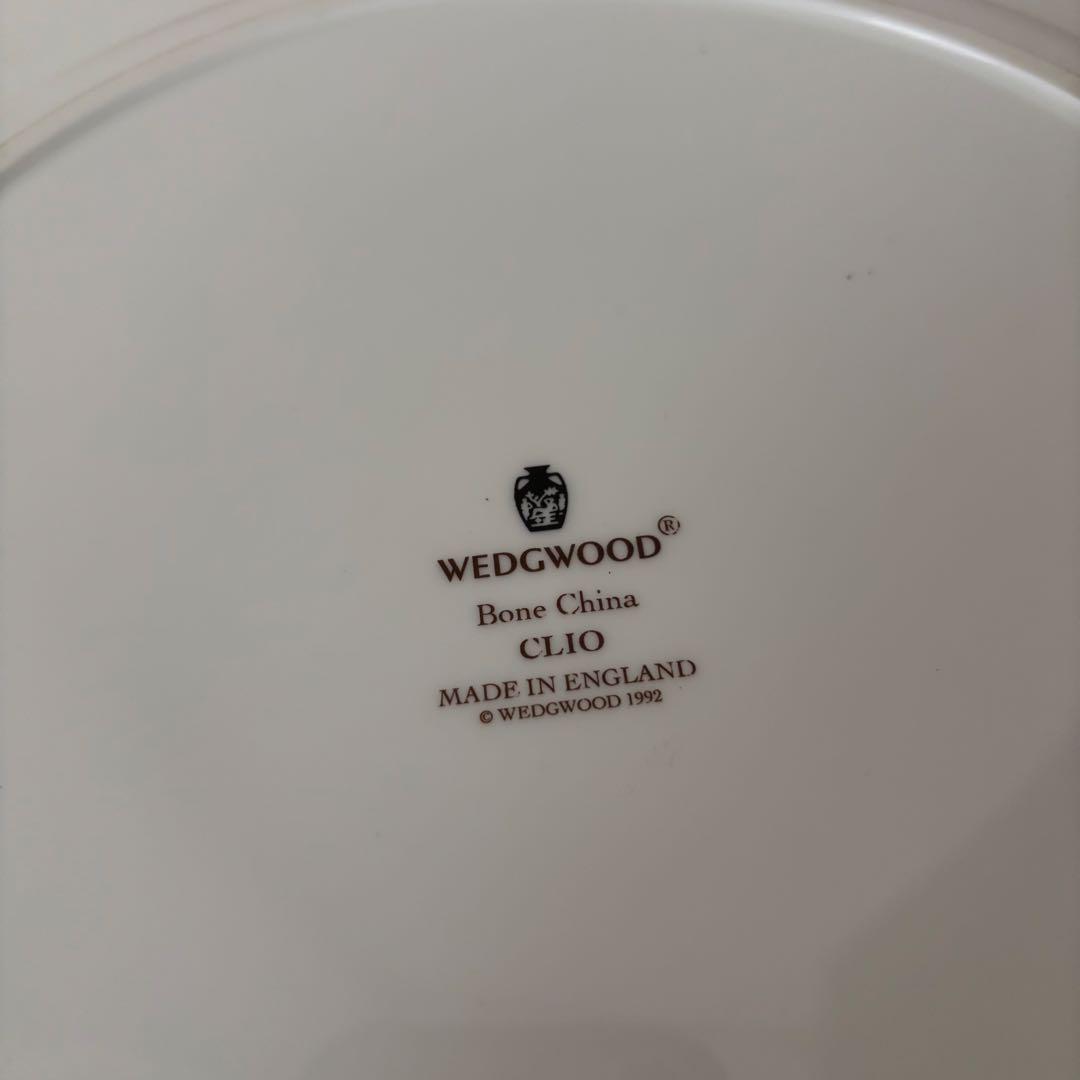 WEDGWOOD®
Bone China
CLIO
MADE IN ENGLAND
© WEDGWOOD 1992